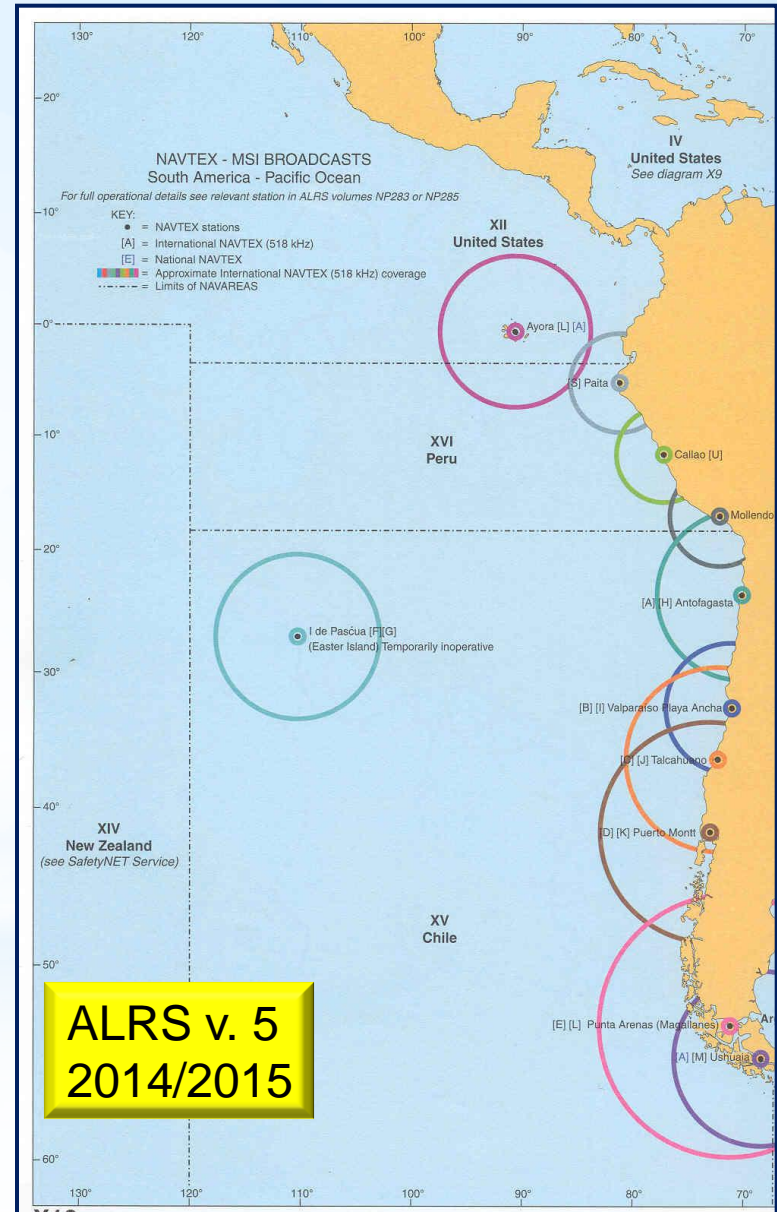 130°
120°
110°
100°
90°
80°
70°
20°
NAVTEX - MSI BROADCASTS
South America - Pacific Ocean
For full operational details see relevant station in ALRS volumes NP283 or NP285
KEY:
= NAVTEX stations
[A] = International NAVTEX (518 kHz)
[E] = National NAVTEX
= Approximate International NAVTEX (518 kHz) coverage
= Limits of NAVAREAS
IV
United States
See diagram X9
10°
XII
United States
0°
Ayora [L] [A]
[S] Paita
10°
XVI
Peru
Callao [U]
Mollendo
20°
[A] [H] Antofagasta
I de Pascua [F][G]
(Easter Island) Temporarily inoperative
30°
[B] [I] Valparaíso Playa Ancha
[C] [J] Talcahuano
40°
XIV
New Zealand
(see SafetyNET Service)
[D] [K] Puerto Montt
XV
Chile
50°
ALRS v. 5
2014/2015
[E] [L] Punta Arenas (Magallanes)
Ar
[A] [M] Ushuaia
60°
130°
120°
110°
100°
90°
80°
70°